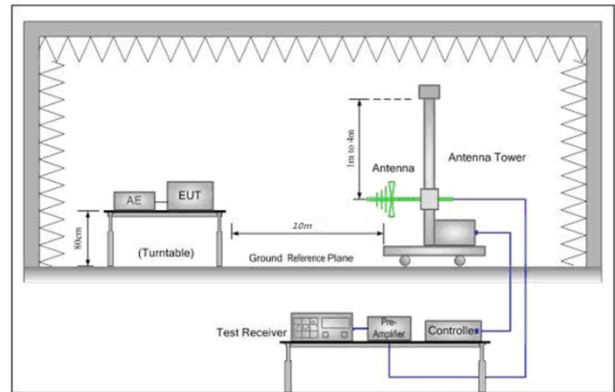 1m to 4m
Antenna
Antenna Tower
AE
EUT
80cm
(Turntable)
10m
Ground Reference Plane
Test Receiver
Pre-
Amplifier
Controller